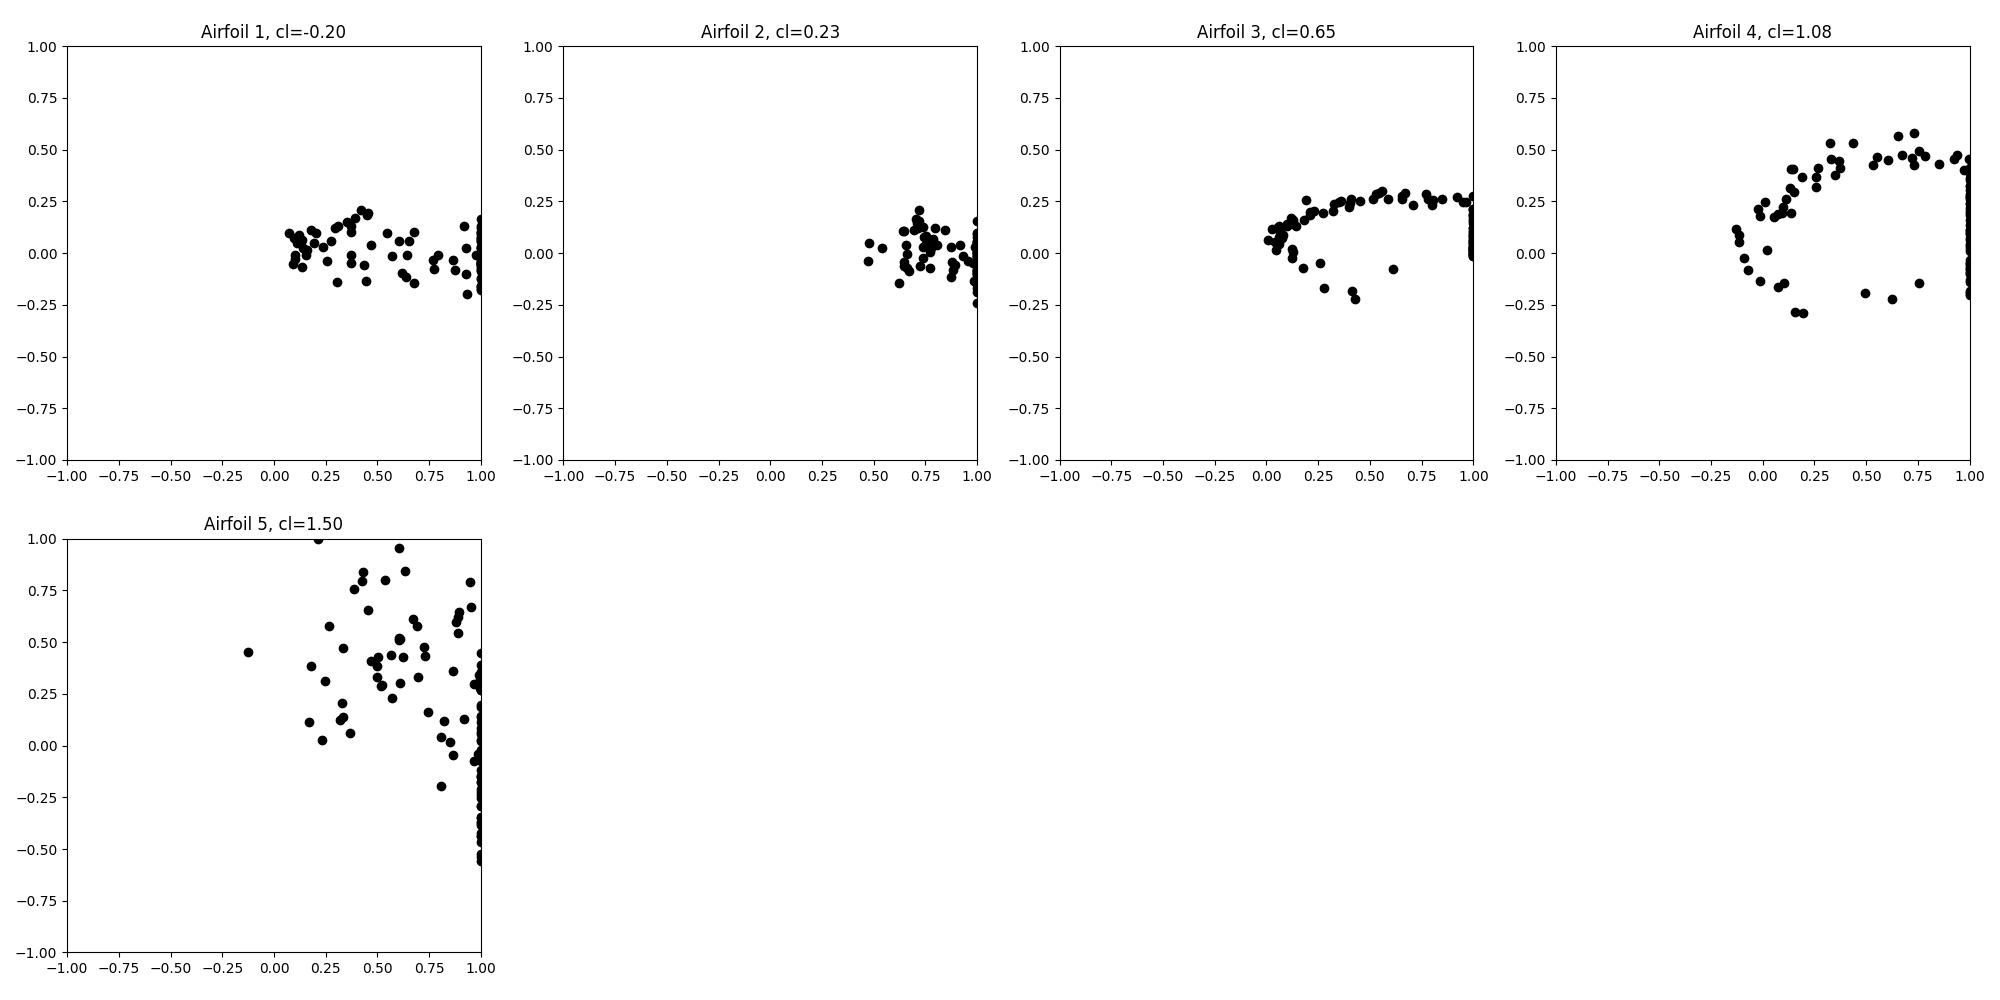 Airfoil 1, cl=-0.20
Airfoil 2, cl=0.23
Airfoil 3, cl=0.65
Airfoil 4, cl=1.08
1.00 1.00 1.00 1.00
0.75 0.75 0.75 0.75
0.50 0.50 0.50 0.50
0.25 0.25 0.25 0.25
0.00 0.00 0.00 0.00
−0.25 −0.25 −0.25 −0.25
−0.50 −0.50 −0.50 −0.50
−0.75 −0.75 −0.75 −0.75
−1.00 −1.00 −1.00 −1.00
−1.00 −0.75 −0.50 −0.25 0.00 0.25 0.50 0.75 1.00
−1.00 −0.75 −0.50 −0.25 0.00 0.25 0.50 0.75 1.00
−1.00 −0.75 −0.50 −0.25 0.00 0.25 0.50 0.75 1.00
−1.00 −0.75 −0.50 −0.25 0.00 0.25 0.50 0.75 1.00
Airfoil 5, cl=1.50
1.00
0.75
0.50
0.25
0.00
−0.25
−0.50
−0.75
−1.00
−1.00 −0.75 −0.50 −0.25 0.00 0.25 0.50 0.75 1.00